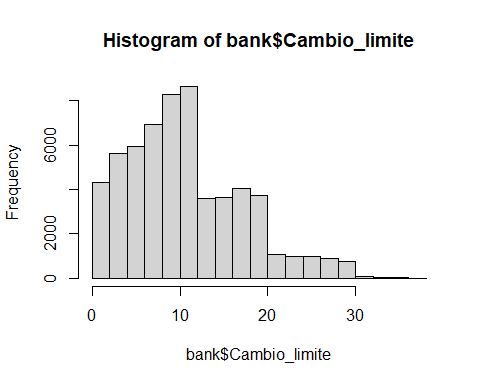 Histogram of bank$Cambio_limite
Frequency
6000
2000
0
0 10 20 30
bank$Cambio_limite